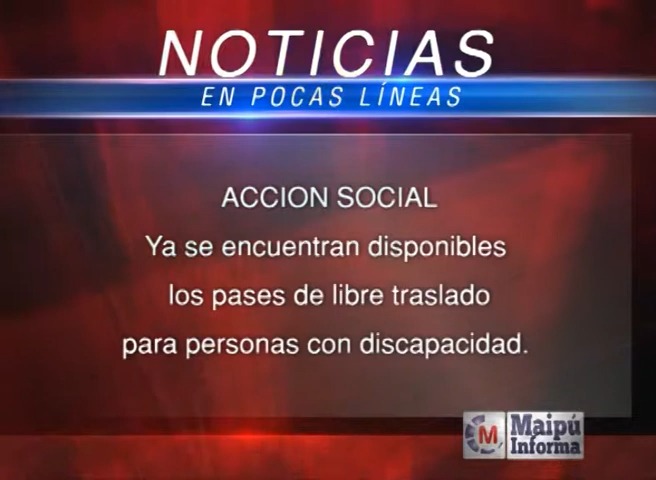 NOTICIAS
EN POCAS LÍNEAS
ACCION SOCIAL
Ya se encuentran disponibles
los pases de libre traslado
para personas con discapacidad.
M
Maipú
Informa